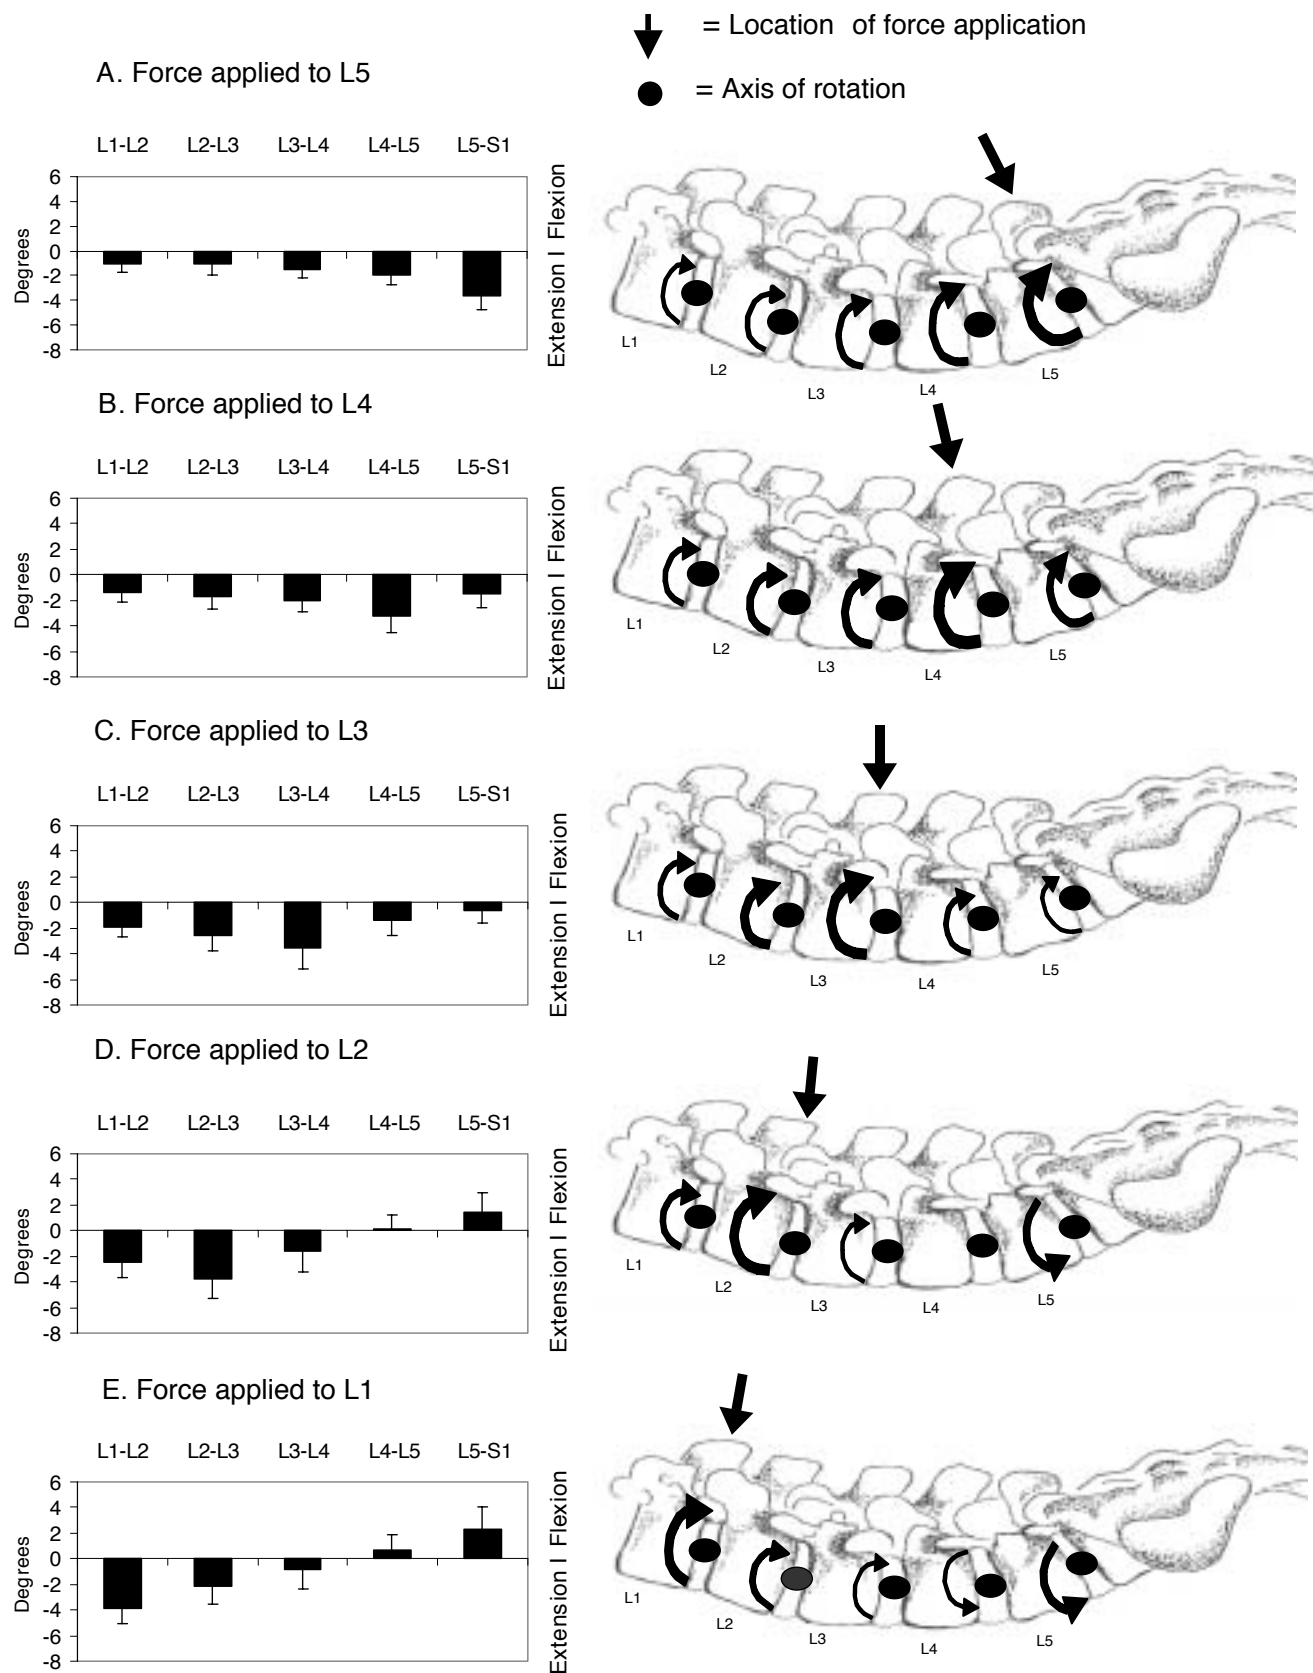 = Location of force application
= Axis of rotation
A. Force applied to L5
L1-L2 L2-L3 L3-L4 L4-L5 L5-S1
6
4
2
0
-2
-4
-6
-8
Degrees
Extension I Flexion
L1
L2
L3
L4
L5
B. Force applied to L4
L1-L2 L2-L3 L3-L4 L4-L5 L5-S1
6
4
2
0
-2
-4
-6
-8
Degrees
Extension I Flexion
L1
L2
L3
L4
L5
C. Force applied to L3
L1-L2 L2-L3 L3-L4 L4-L5 L5-S1
6
4
2
0
-2
-4
-6
-8
Degrees
Extension I Flexion
L1
L2
L3
L4
L5
D. Force applied to L2
L1-L2 L2-L3 L3-L4 L4-L5 L5-S1
6
4
2
0
-2
-4
-6
-8
Degrees
Extension I Flexion
L1
L2
L3
L4
L5
E. Force applied to L1
L1-L2 L2-L3 L3-L4 L4-L5 L5-S1
6
4
2
0
-2
-4
-6
-8
Degrees
Extension I Flexion
L1
L2
L3
L4
L5